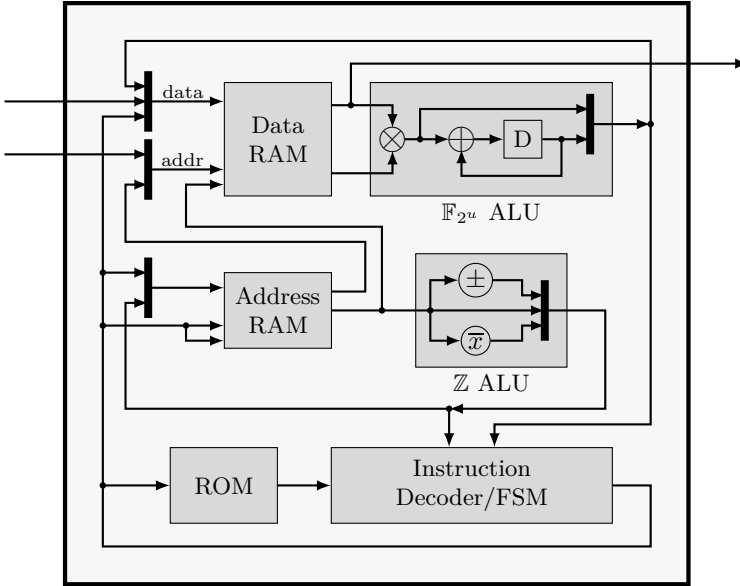 data
Data
RAM
D
addr
𝔽₂ᵘ ALU
±
Address
RAM
x̅
ℤ ALU
ROM
Instruction
Decoder/FSM